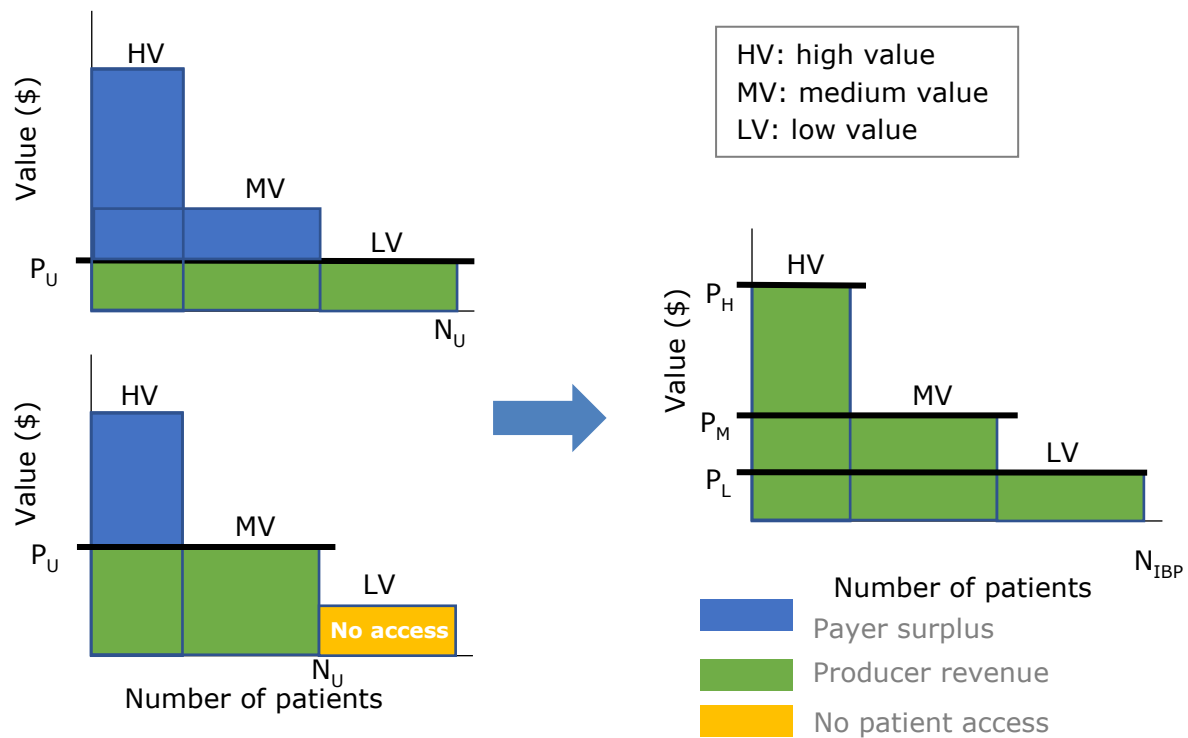 HV
Value ($)
MV
LV
P_U
N_U
HV
Value ($)
MV
P_U
LV
No access
N_U
Number of patients
HV: high value
MV: medium value
LV: low value
HV
P_H
Value ($)
MV
P_M
LV
P_L
N_IBP
Number of patients
Payer surplus
Producer revenue
No patient access